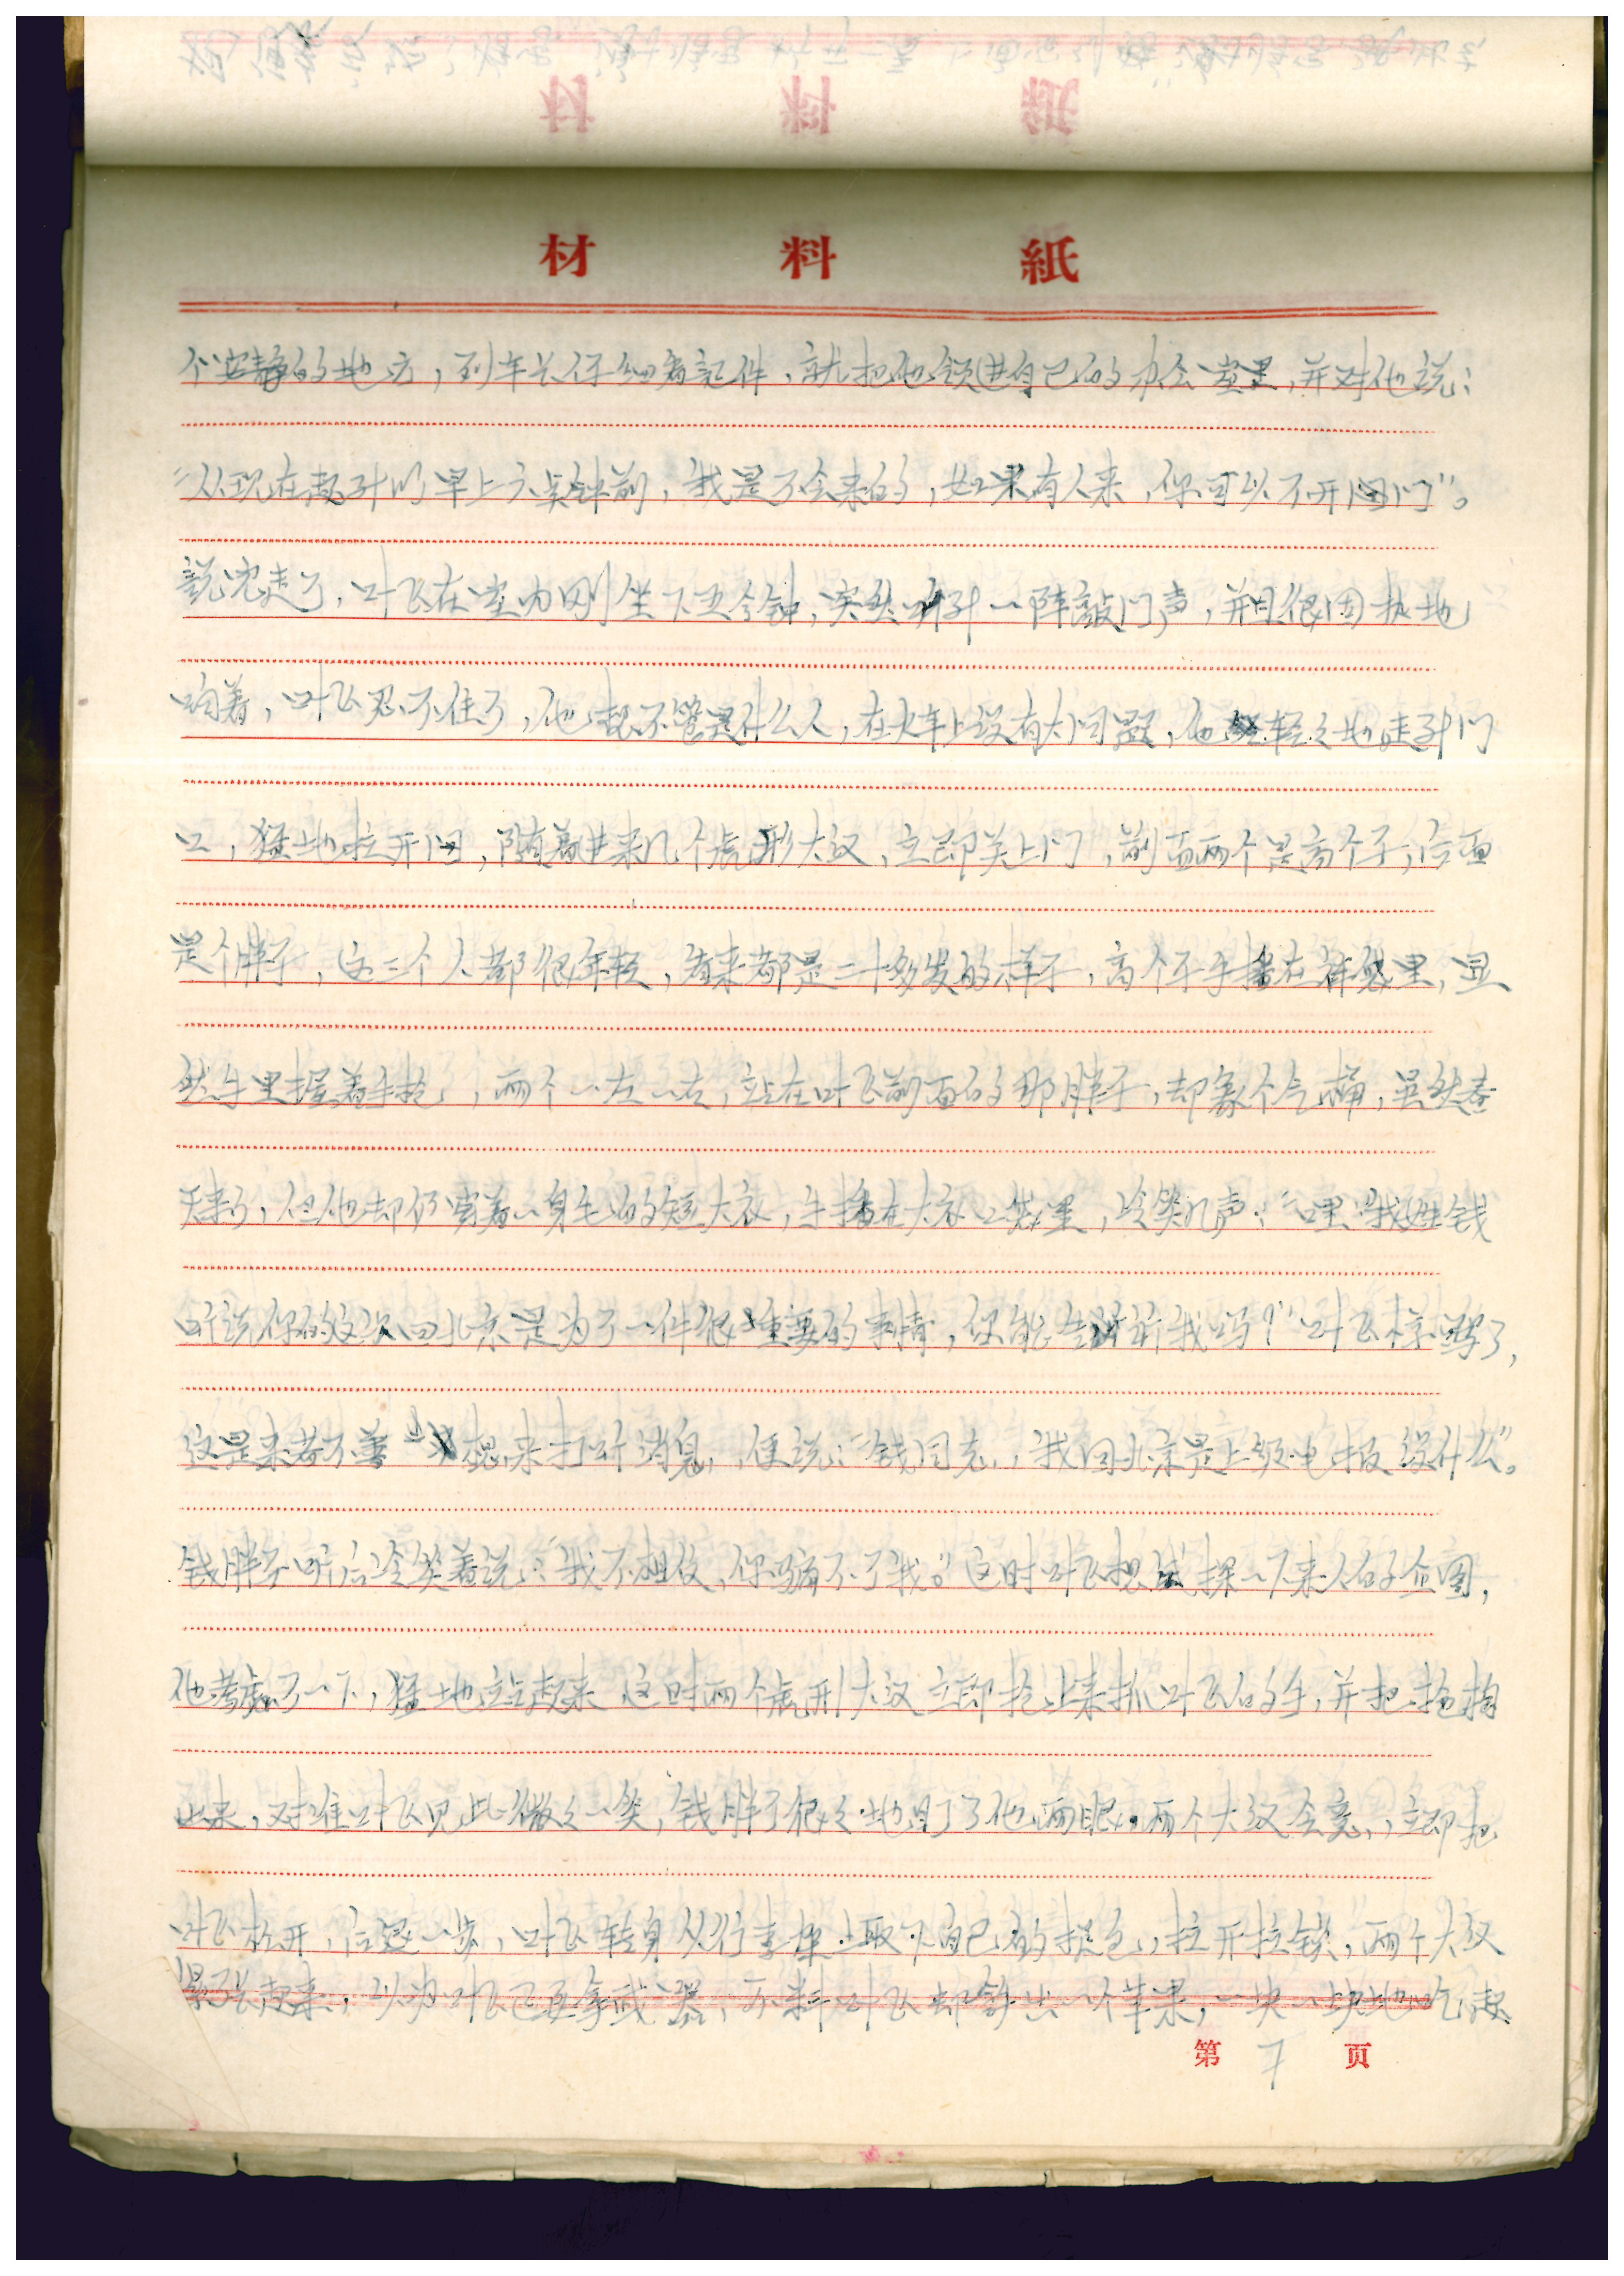 材料紙
个安静的地方,列车长仔细看記件,就把他领进自己的办公室里,并对他说:
“从现在起到明早上六点钟前,我是不会来的,如果有人来,你可以不开门”。
説完走了,叶飞在室内刚坐下五分钟,突然听到一阵敲门声,并且很固执地
响着,叶飞忍不住了,他想不管是什么人,在火车上没有大问题,他轻々地走到门
口,猛地拉开门,随着进来几个虎形大汉,立即关上门,前面两个是高个子,后面
是个胖子,这三个人都很年轻,看来都是二十多岁的样子,高个子手插在裤袋里,显
然手里握着手枪,两个一左一右,站在叶飞前面的那胖子,却象个气桶,虽然春
天来了,但他却仍穿着一身毛的短大衣,手插在大衣口袋里,冷笑几声:“嘿!我姓钱
听说你的这次回北京是为了一件很重要的事情,你能告诉我吗?”叶飞
这是来者不善想来打听消息,便说:“钱同志,我回北京是上级电报没什么”。
钱胖子听后冷笑着说:“我不相仗,你骗不了我。”这时叶飞想试探一下来人的企图,
他考虑了一下,猛地站起来 这时两个虎形大汉立即抢上来抓叶飞的手,并把枪掏
出来,对准叶飞见此微々一笑,钱胖子狠々地盯了他两眼,两个大汉会意,立即把
叶飞松开,后退一步,叶飞转身从行李架上取下自己的提包,拉开拉锁,两个大汉
紧张起来,以为叶飞正要拿武器,不料叶飞却拿出一个苹果,一块一块地吃起
第7页